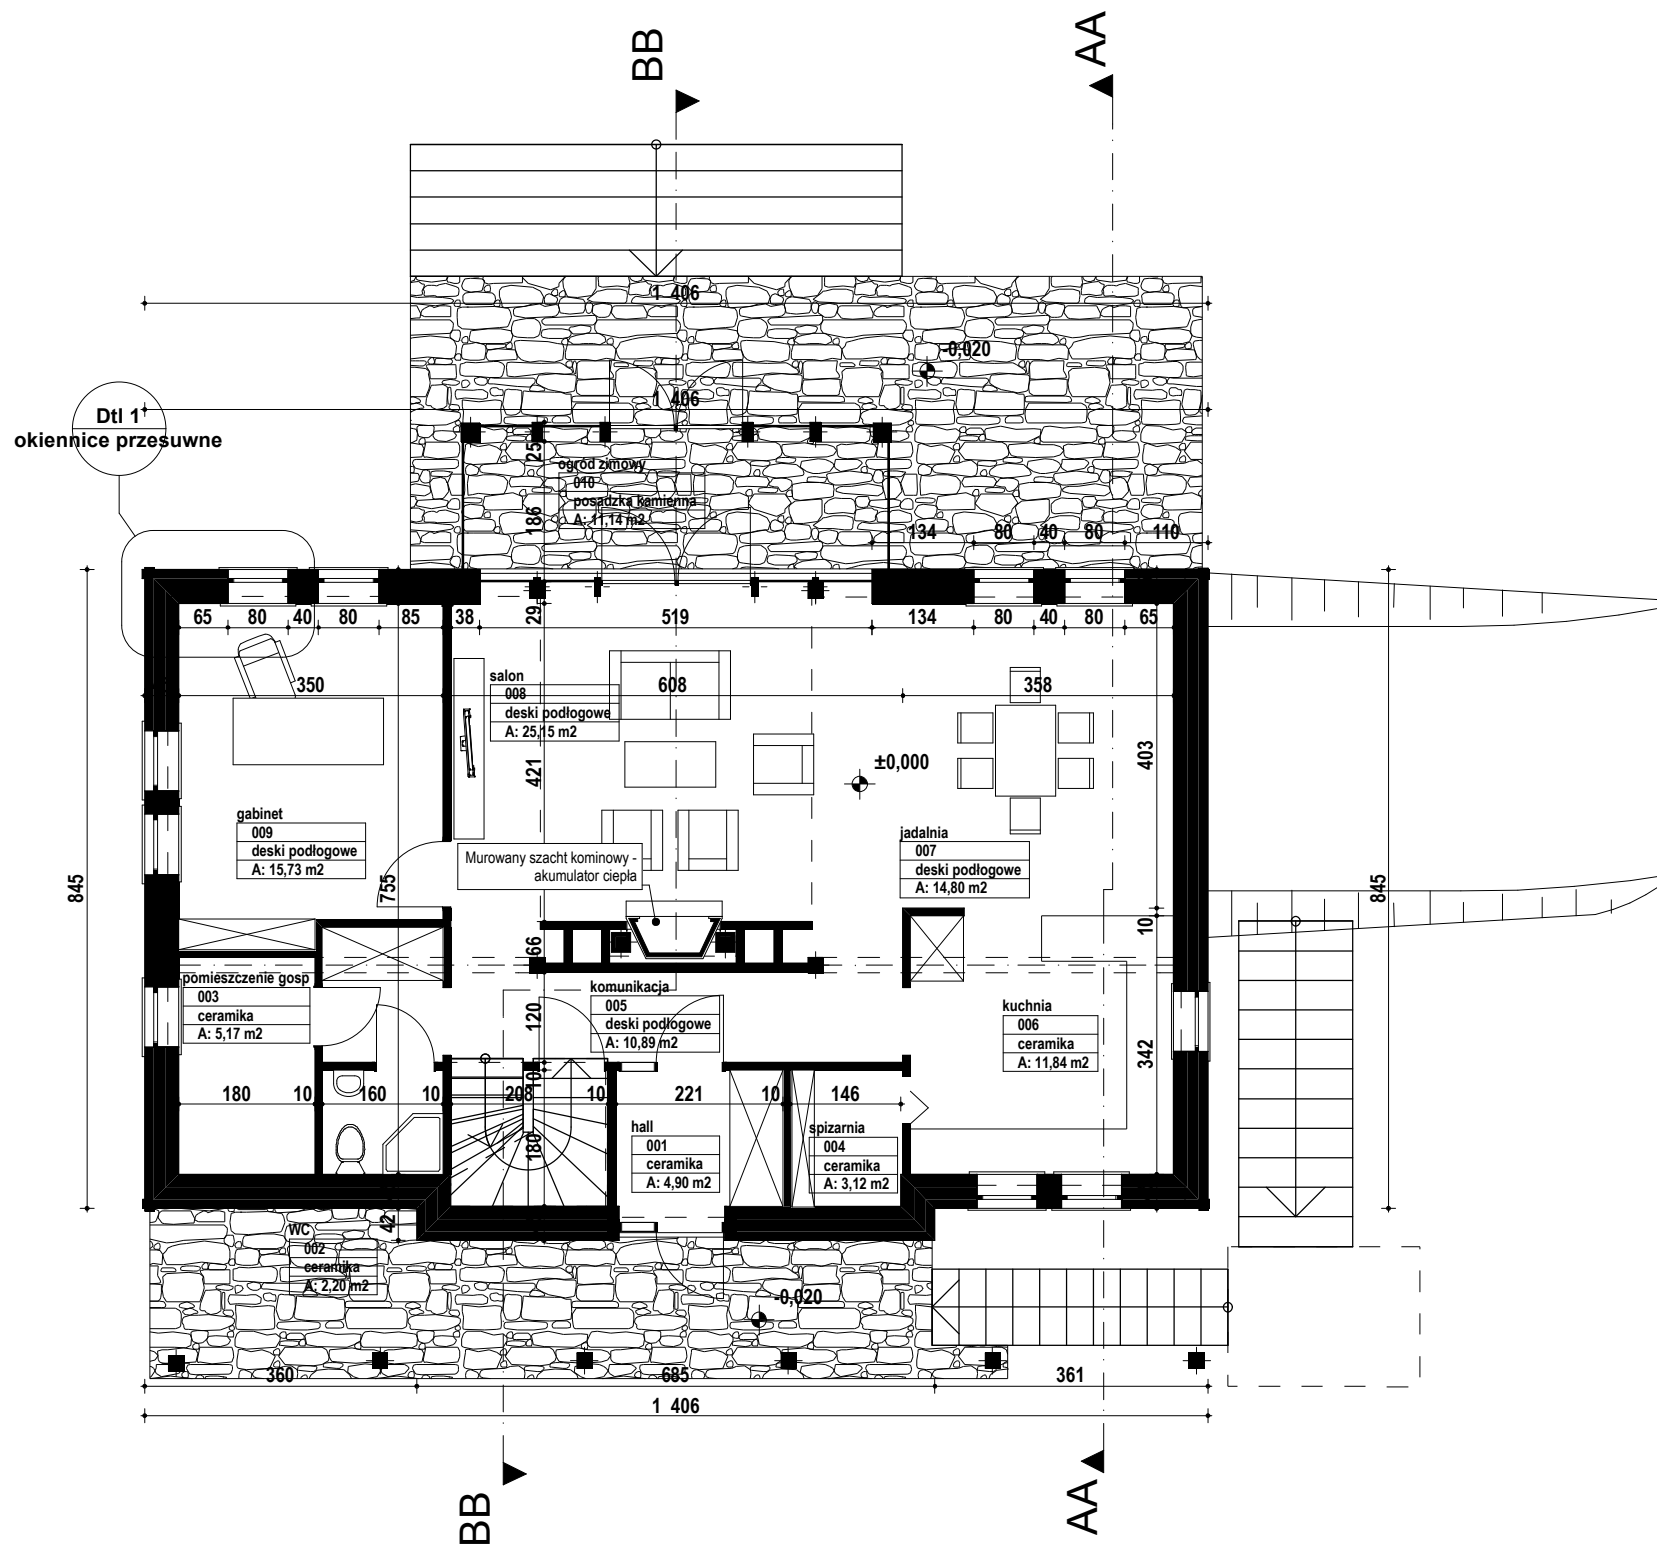 BB
AA
1 406
-0,020
1 406
Dtl 1
okiennice przesuwne
25
ogród zimowy
010
posadzka kamienna
A: 11,14 m2
186
134
80
40
80
110
65
80
40
80
85
38
29
519
134
80
40
80
65
350
608
358
salon
008
deski podłogowe
A: 25,15 m2
421
±0,000
403
gabinet
009
deski podłogowe
A: 15,73 m2
jadalnia
007
deski podłogowe
A: 14,80 m2
Murowany szacht kominowy -
akumulator ciepła
845
755
845
66
10
pomieszczenie gosp
003
ceramika
A: 5,17 m2
komunikacja
005
deski podłogowe
A: 10,89 m2
120
kuchnia
006
ceramika
A: 11,84 m2
342
180
10
160
10
208
10
10
221
10
146
180
hall
001
ceramika
A: 4,90 m2
spizarnia
004
ceramika
A: 3,12 m2
42
WC
002
ceramika
A: 2,20 m2
-0,020
360
685
361
1 406
BB
AA